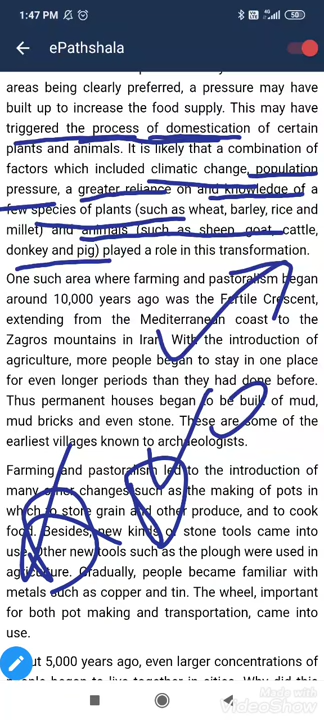 1:47 PM
50
ePathshala
areas being clearly preferred, a pressure may have
built up to increase the food supply. This may have
triggered the process of domestication of certain
plants and animals. It is likely that a combination of
factors which included climatic change, population
pressure, a greater reliance on and knowledge of a
few species of plants (such as wheat, barley, rice and
millet) and animals (such as sheep, goat, cattle,
donkey and pig) played a role in this transformation.
One such area where farming and pastoralism began
around 10,000 years ago was the Fertile Crescent,
extending from the Mediterranean coast to the
Zagros mountains in Iran. With the introduction of
agriculture, more people began to stay in one place
for even longer periods than they had done before.
Thus permanent houses began to be built of mud,
mud bricks and even stone. These are some of the
earliest villages known to archaeologists.
Farming and pastoralism led to the introduction of
many other changes such as the making of pots in
which to store grain and other produce, and to cook
food. Besides, new kinds of stone tools came into
use. Other new tools such as the plough were used in
agriculture. Gradually, people became familiar with
metals such as copper and tin. The wheel, important
for both pot making and transportation, came into
use.
5,000 years ago, even larger concentrations of
people began to live together in cities. Why did this
Made with
KINEMASTER